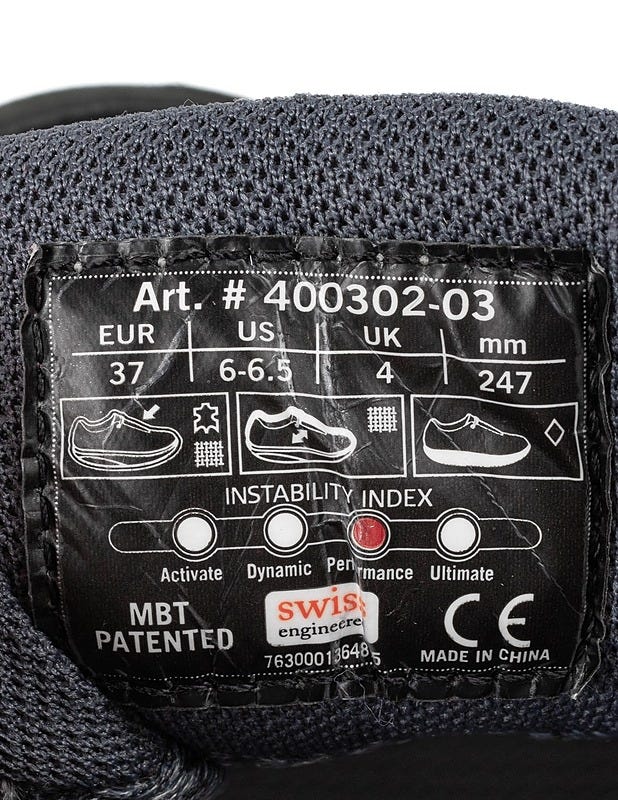 Art. # 400302-03
EUR US UK mm
37 6-6.5 4 247
INSTABILITY INDEX
Activate Dynamic Performance Ultimate
MBT
PATENTED
swiss
engineered
CE
MADE IN CHINA